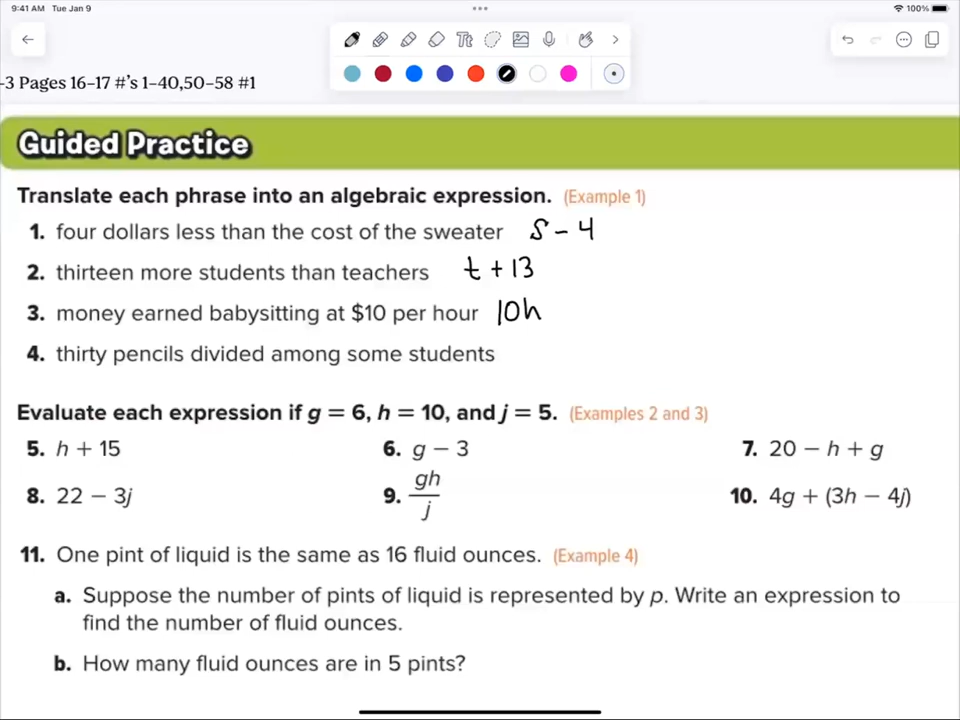 9:41 AM Tue Jan 9
100%
-3 Pages 16-17 #'s 1-40,50-58 #1
Guided Practice
Translate each phrase into an algebraic expression. (Example 1)
1. four dollars less than the cost of the sweater s - 4
2. thirteen more students than teachers t + 13
3. money earned babysitting at $10 per hour 10h
4. thirty pencils divided among some students
Evaluate each expression if g = 6, h = 10, and j = 5. (Examples 2 and 3)
5. h + 15 6. g − 3 7. 20 − h + g
8. 22 − 3j 9. gh/j 10. 4g + (3h − 4j)
11. One pint of liquid is the same as 16 fluid ounces. (Example 4)
a. Suppose the number of pints of liquid is represented by p. Write an expression to
find the number of fluid ounces.
b. How many fluid ounces are in 5 pints?